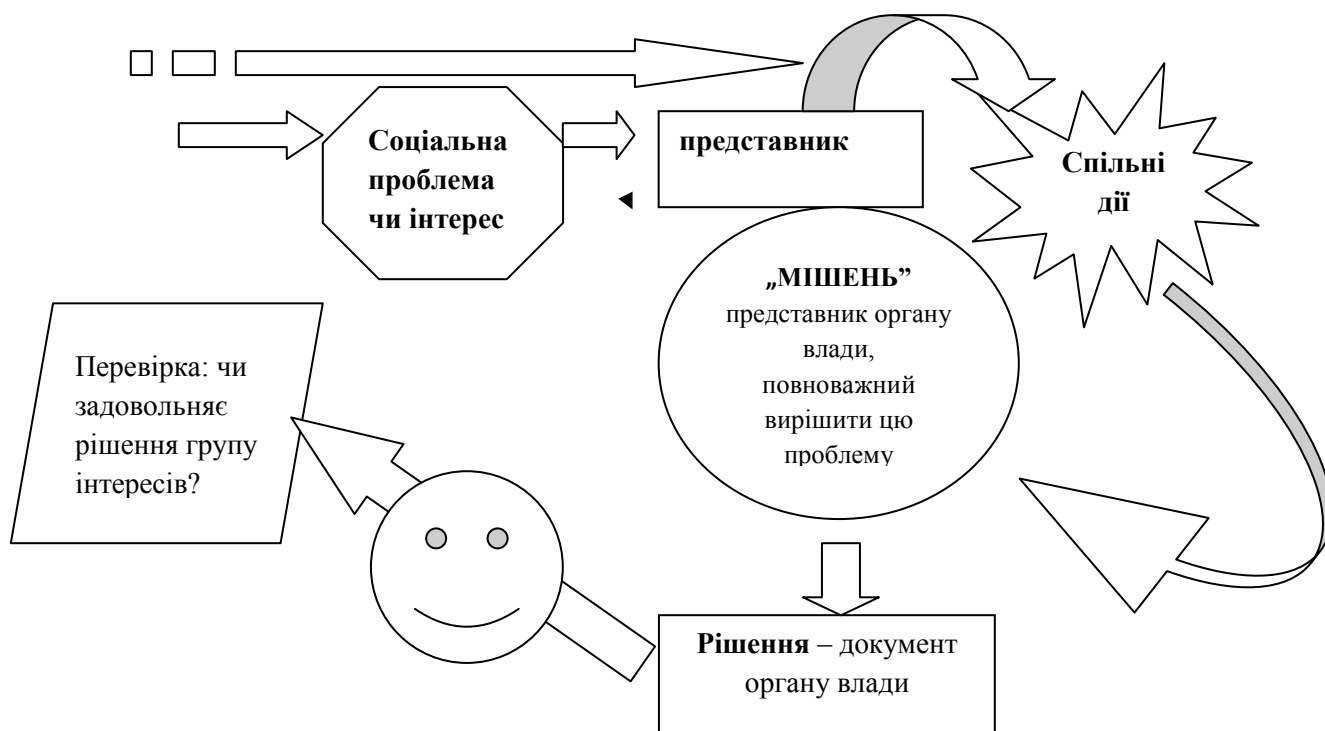 Соціальна
проблема
чи інтерес
представник
Спільні
дії
„МІШЕНЬ”
представник органу
влади,
повноважний
вирішити цю
проблему
Перевірка: чи
задовольняє
рішення групу
інтересів?
Рішення – документ
органу влади